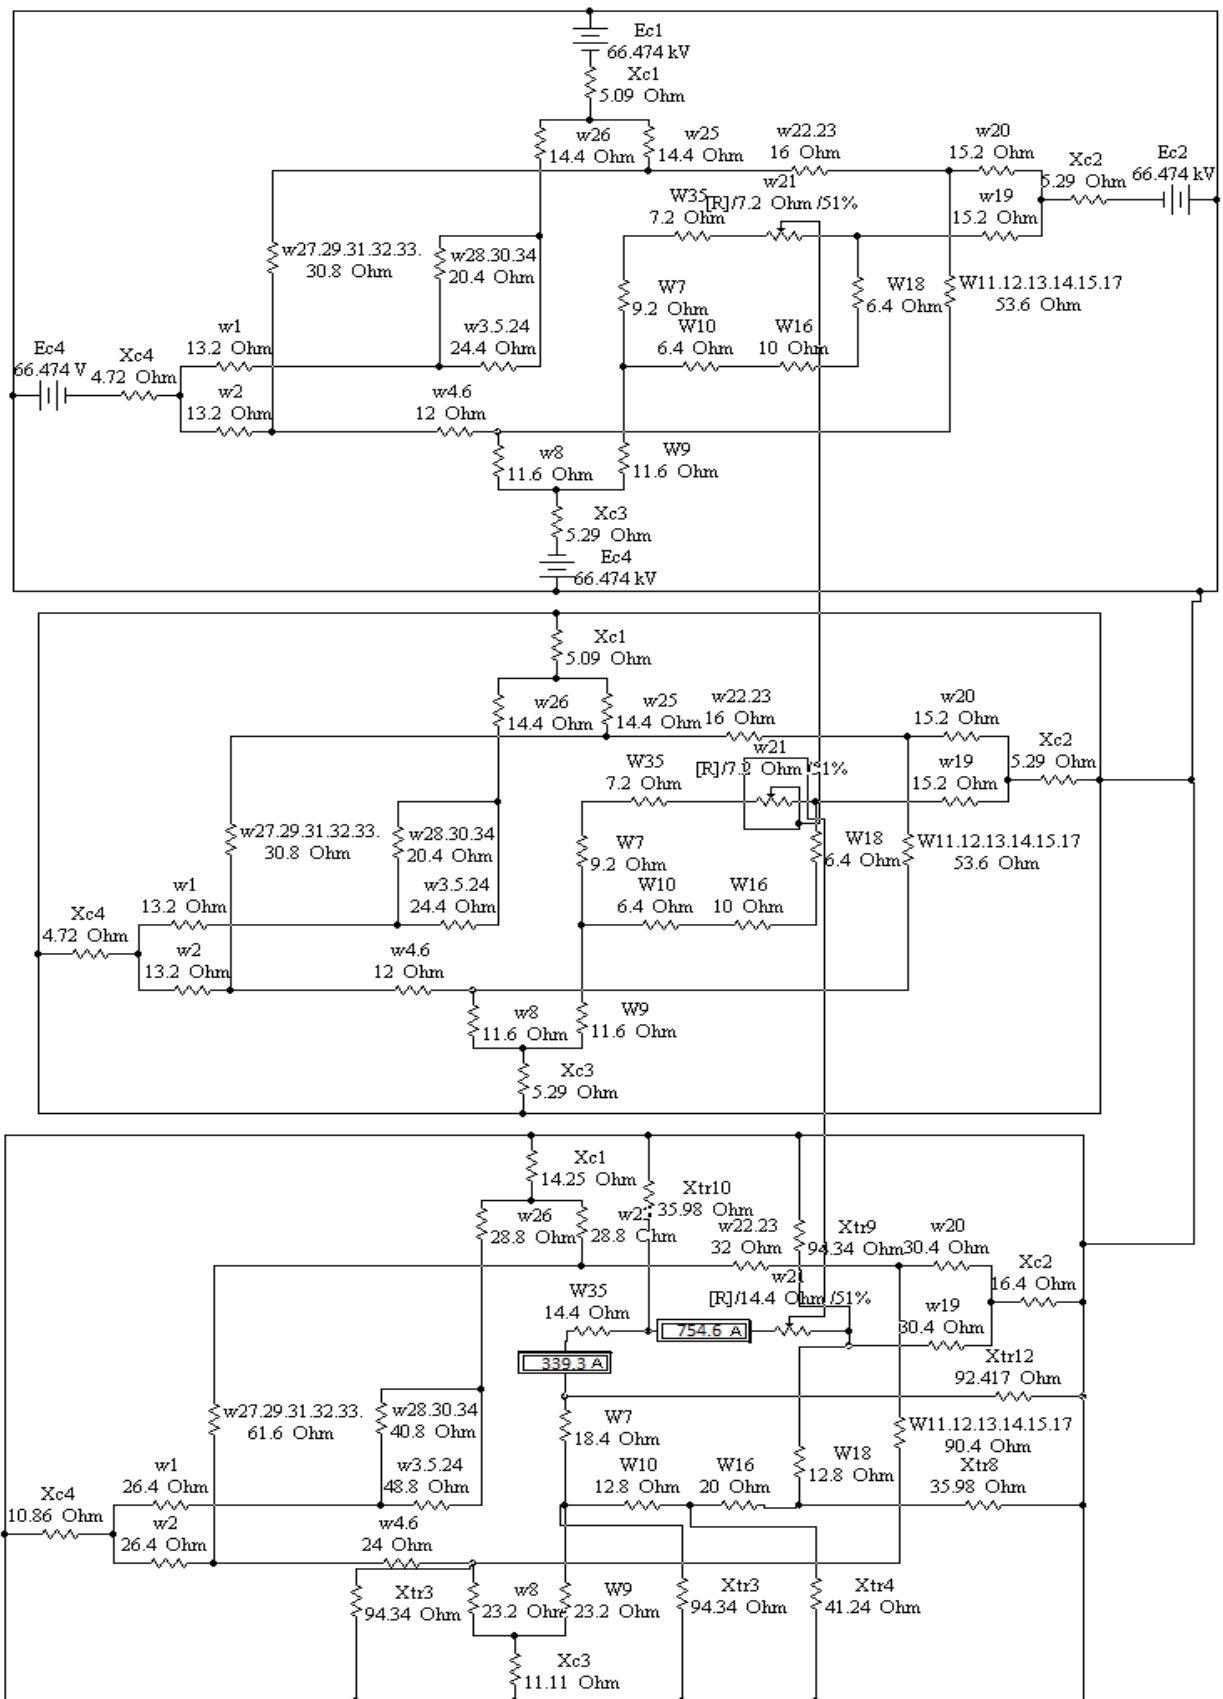 Ec1
66.474 kV
Xc1
5.09 Ohm
w26
14.4 Ohm
w25
14.4 Ohm
w22.23
16 Ohm
w20
15.2 Ohm
Xc2
5.29 Ohm
Ec2
66.474 kV
W35
7.2 Ohm
w21
[R]/7.2 Ohm /51%
w19
15.2 Ohm
w27.29.31.32.33.
30.8 Ohm
w28.30.34
20.4 Ohm
W7
9.2 Ohm
W18
6.4 Ohm
W11.12.13.14.15.17
53.6 Ohm
w1
13.2 Ohm
w3.5.24
24.4 Ohm
W10
6.4 Ohm
W16
10 Ohm
Ec4
66.474 V
Xc4
4.72 Ohm
w2
13.2 Ohm
w4.6
12 Ohm
w8
11.6 Ohm
W9
11.6 Ohm
Xc3
5.29 Ohm
Ec4
66.474 kV
Xc1
5.09 Ohm
w26
14.4 Ohm
w25
14.4 Ohm
w22.23
16 Ohm
w20
15.2 Ohm
Xc2
5.29 Ohm
W35
7.2 Ohm
w21
[R]/7.2 Ohm /51%
w19
15.2 Ohm
w27.29.31.32.33.
30.8 Ohm
w28.30.34
20.4 Ohm
W7
9.2 Ohm
W18
6.4 Ohm
W11.12.13.14.15.17
53.6 Ohm
w1
13.2 Ohm
w3.5.24
24.4 Ohm
W10
6.4 Ohm
W16
10 Ohm
Xc4
4.72 Ohm
w2
13.2 Ohm
w4.6
12 Ohm
w8
11.6 Ohm
W9
11.6 Ohm
Xc3
5.29 Ohm
Xc1
14.25 Ohm
Xtr10
35.98 Ohm
w26
28.8 Ohm
28.8 Ohm
w22.23
32 Ohm
Xtr9
94.34 Ohm
w20
30.4 Ohm
Xc2
16.4 Ohm
W35
14.4 Ohm
[R]/14.4 Ohm /51%
w19
30.4 Ohm
754.6 A
339.3 A
Xtr12
92.417 Ohm
w27.29.31.32.33.
61.6 Ohm
w28.30.34
40.8 Ohm
W7
18.4 Ohm
W11.12.13.14.15.17
90.4 Ohm
W18
12.8 Ohm
w1
26.4 Ohm
w3.5.24
48.8 Ohm
W10
12.8 Ohm
W16
20 Ohm
Xtr8
35.98 Ohm
Xc4
10.86 Ohm
w2
26.4 Ohm
w4.6
24 Ohm
Xtr3
94.34 Ohm
w8
23.2 Ohm
W9
23.2 Ohm
Xtr3
94.34 Ohm
Xtr4
41.24 Ohm
Xc3
11.11 Ohm